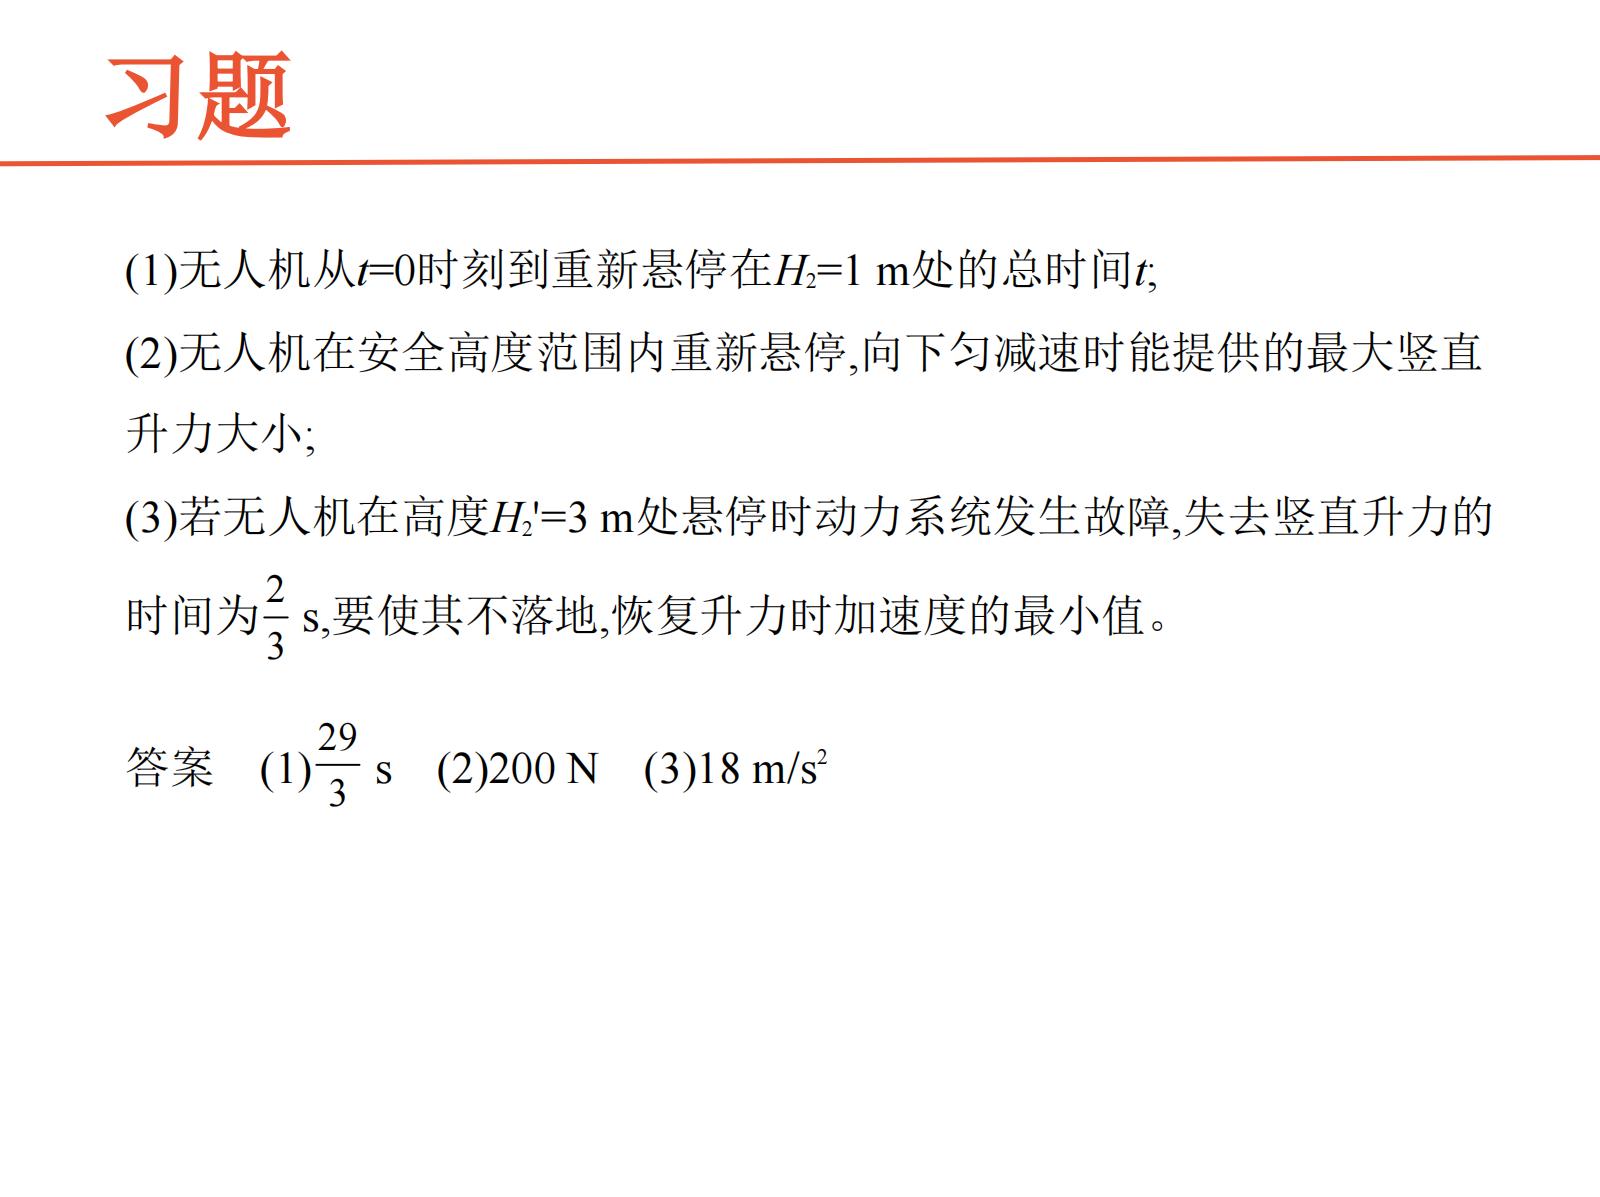 习题
(1)无人机从t=0时刻到重新悬停在H₂=1 m处的总时间t;
(2)无人机在安全高度范围内重新悬停,向下匀减速时能提供的最大竖直
升力大小;
(3)若无人机在高度H₂'=3 m处悬停时动力系统发生故障,失去竖直升力的
时间为2/3 s,要使其不落地,恢复升力时加速度的最小值。
答案 (1)29/3 s (2)200 N (3)18 m/s²